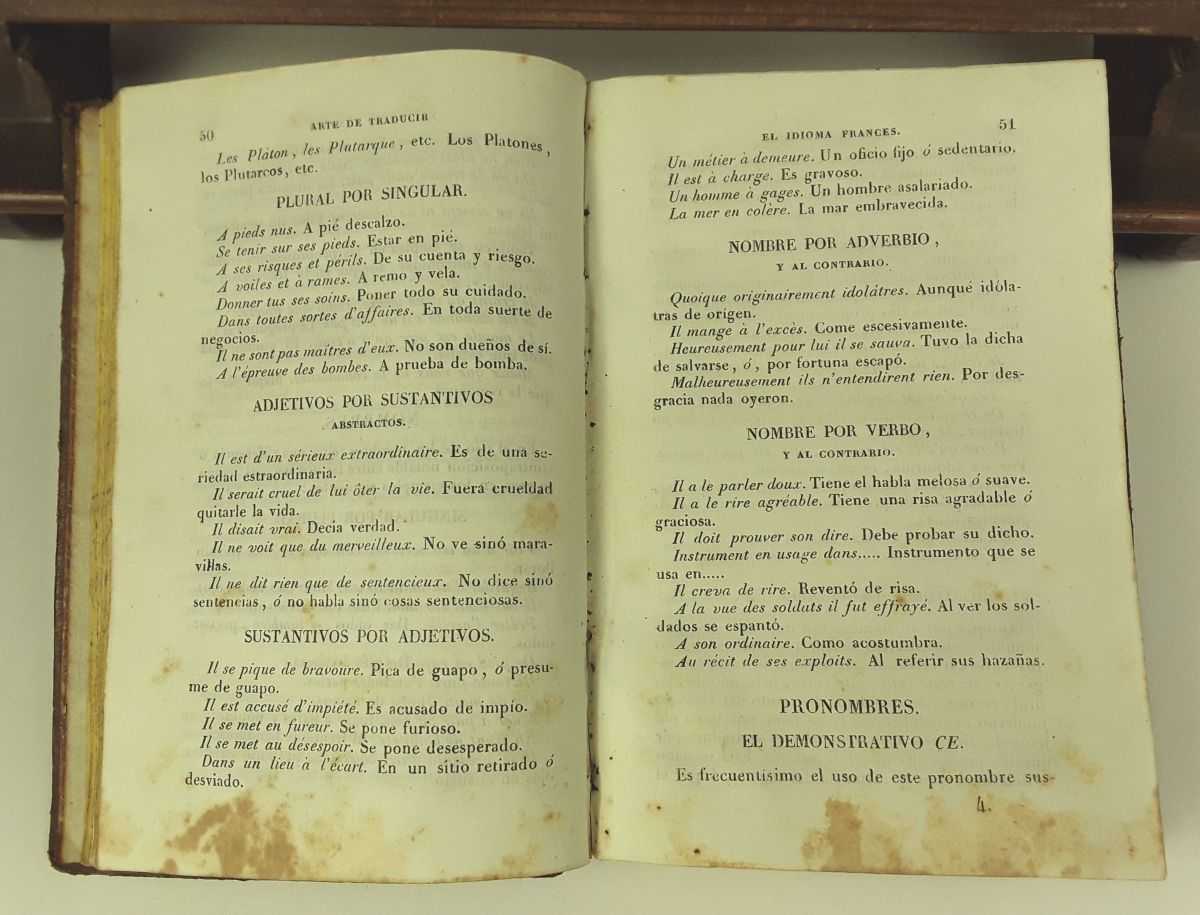 50
ARTE DE TRADUCIR
Les Platon, les Plutarque, etc. Los Platones,
los Plutarcos, etc.
PLURAL POR SINGULAR.
A pieds nus. A pié descalzo.
Se tenir sur ses pieds. Estar en pié.
A ses risques et périls. De su cuenta y riesgo.
A voiles et à rames. A remo y vela.
Donner tus ses soins. Poner todo su cuidado.
Dans toutes sortes d'affaires. En toda suerte de
negocios.
Il ne sont pas maîtres d'eux. No son dueños de sí.
A l'épreuve des bombes. A prueba de bomba.
ADJETIVOS POR SUSTANTIVOS
ABSTRACTOS.
Il est d'un sérieux extraordinaire. Es de una se-
riedad estraordinaria.
Il serait cruel de lui ôter la vie. Fuera crueldad
quitarle la vida.
Il disait vrai. Decia verdad.
Il ne voit que du merveilleux. No ve sinó mara-
villas.
Il ne dit rien que de sentencieux. No dice sinó
sentencias, ó no habla sinó cosas sentenciosas.
SUSTANTIVOS POR ADJETIVOS.
Il se pique de bravoure. Pica de guapo, ó presu-
me de guapo.
Il est accusé d'impiété. Es acusado de impío.
Il se met en fureur. Se pone furioso.
Il se met au désespoir. Se pone desesperado.
Dans un lieu à l'écart. En un sítio retirado ó
desviado.
EL IDIOMA FRANCES.
51
Un métier à demeure. Un oficio fijo ó sedentario.
Il est à charge. Es gravoso.
Un homme à gages. Un hombre asalariado.
La mer en colère. La mar embravecida.
NOMBRE POR ADVERBIO,
Y AL CONTRARIO.
Quoique originairement idolâtres. Aunqué idóla-
tras de orígen.
Il mange à l'excès. Come escesivamente.
Heureusement pour lui il se sauva. Tuvo la dicha
de salvarse, ó, por fortuna escapó.
Malheureusement ils n'entendirent rien. Por des-
gracia nada oyeron.
NOMBRE POR VERBO,
Y AL CONTRARIO.
Il a le parler doux. Tiene el habla melosa ó suave.
Il a le rire agréable. Tiene una risa agradable ó
graciosa.
Il doit prouver son dire. Debe probar su dicho.
Instrument en usage dans..... Instrumento que se
usa en.....
Il creva de rire. Reventó de risa.
A la vue des soldats il fut effrayé. Al ver los sol-
dados se espantó.
A son ordinaire. Como acostumbra.
Au récit de ses exploits. Al referir sus hazañas.
PRONOMBRES.
EL DEMONSTRATIVO CE.
Es frecuentísimo el uso de este pronombre sus-
4.